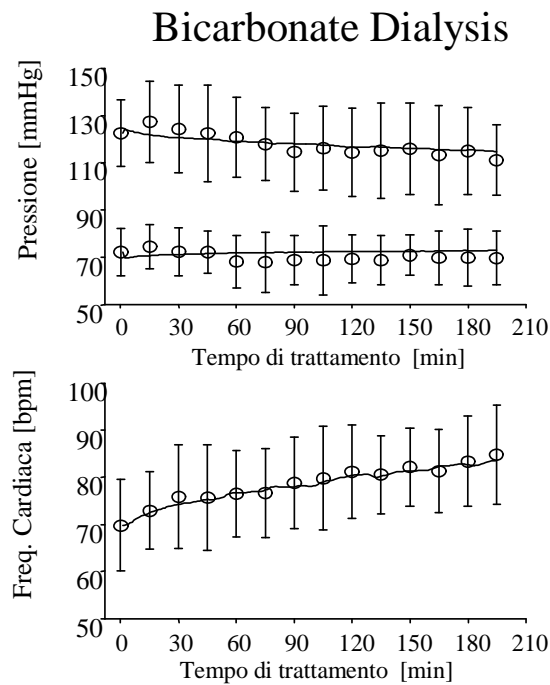 Bicarbonate Dialysis
Pressione [mmHg]
150
130
110
90
70
50
0 30 60 90 120 150 180 210
Tempo di trattamento [min]
Freq. Cardiaca [bpm]
100
90
80
70
60
50
0 30 60 90 120 150 180 210
Tempo di trattamento [min]